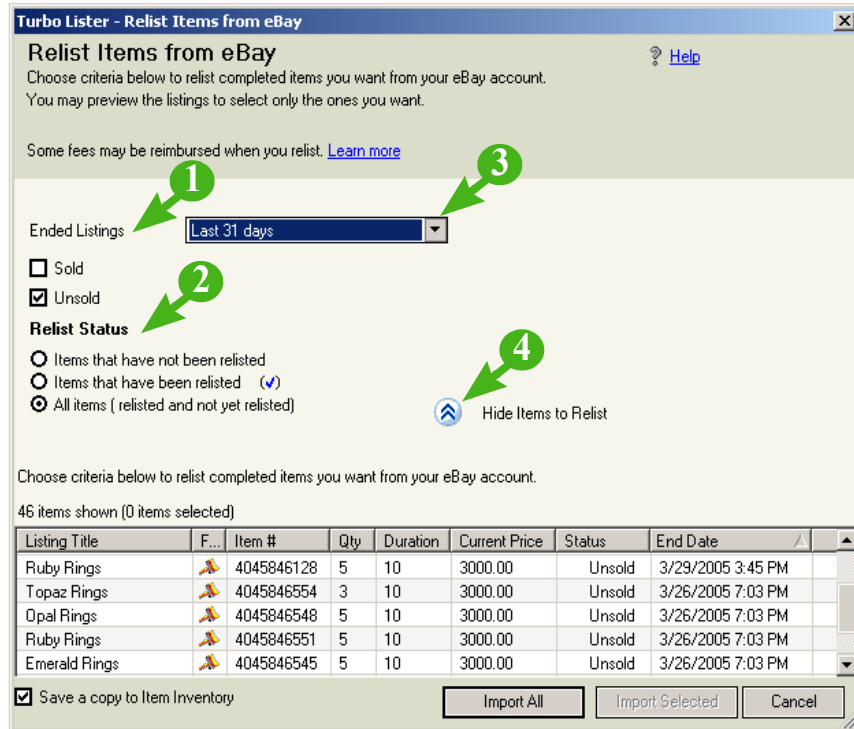 Turbo Lister - Relist Items from eBay
Relist Items from eBay
? Help
Choose criteria below to relist completed items you want from your eBay account.
You may preview the listings to select only the ones you want.
Some fees may be reimbursed when you relist. Learn more
1
3
Ended Listings Last 31 days
Sold
2
Unsold
Relist Status
Items that have not been relisted
4
Items that have been relisted (✓)
All items ( relisted and not yet relisted)
Hide Items to Relist
Choose criteria below to relist completed items you want from your eBay account.
46 items shown (0 items selected)
Listing Title F... Item # Qty Duration Current Price Status End Date
Ruby Rings 4045846128 5 10 3000.00 Unsold 3/29/2005 3:45 PM
Topaz Rings 4045846554 3 10 3000.00 Unsold 3/26/2005 7:03 PM
Opal Rings 4045846548 5 10 3000.00 Unsold 3/26/2005 7:03 PM
Ruby Rings 4045846551 5 10 3000.00 Unsold 3/26/2005 7:03 PM
Emerald Rings 4045846545 5 10 3000.00 Unsold 3/26/2005 7:03 PM
Save a copy to Item Inventory Import All Import Selected Cancel